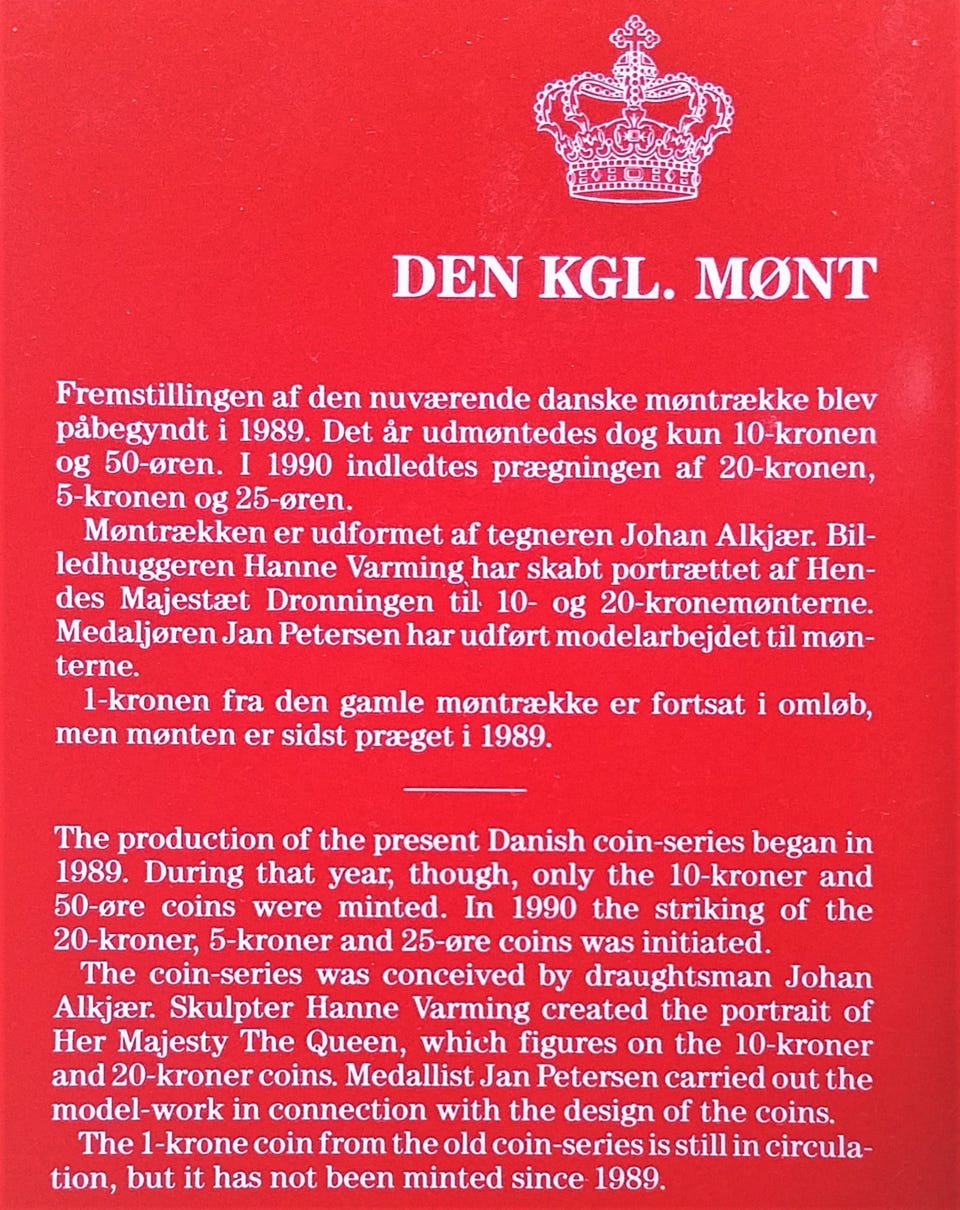 DEN KGL. MØNT
Fremstillingen af den nuværende danske møntrække blev
påbegyndt i 1989. Det år udmøntedes dog kun 10-kronen
og 50-øren. I 1990 indledtes prægningen af 20-kronen,
5-kronen og 25-øren.
Møntrækken er udformet af tegneren Johan Alkjær. Bil-
ledhuggeren Hanne Varming har skabt portrættet af Hen-
des Majestæt Dronningen til 10- og 20-kronemønterne.
Medaljøren Jan Petersen har udført modelarbejdet til møn-
terne.
1-kronen fra den gamle møntrække er fortsat i omløb,
men mønten er sidst præget i 1989.
The production of the present Danish coin-series began in
1989. During that year, though, only the 10-kroner and
50-øre coins were minted. In 1990 the striking of the
20-kroner, 5-kroner and 25-øre coins was initiated.
The coin-series was conceived by draughtsman Johan
Alkjær. Skulpter Hanne Varming created the portrait of
Her Majesty The Queen, which figures on the 10-kroner
and 20-kroner coins. Medallist Jan Petersen carried out the
model-work in connection with the design of the coins.
The 1-krone coin from the old coin-series is still in circula-
tion, but it has not been minted since 1989.